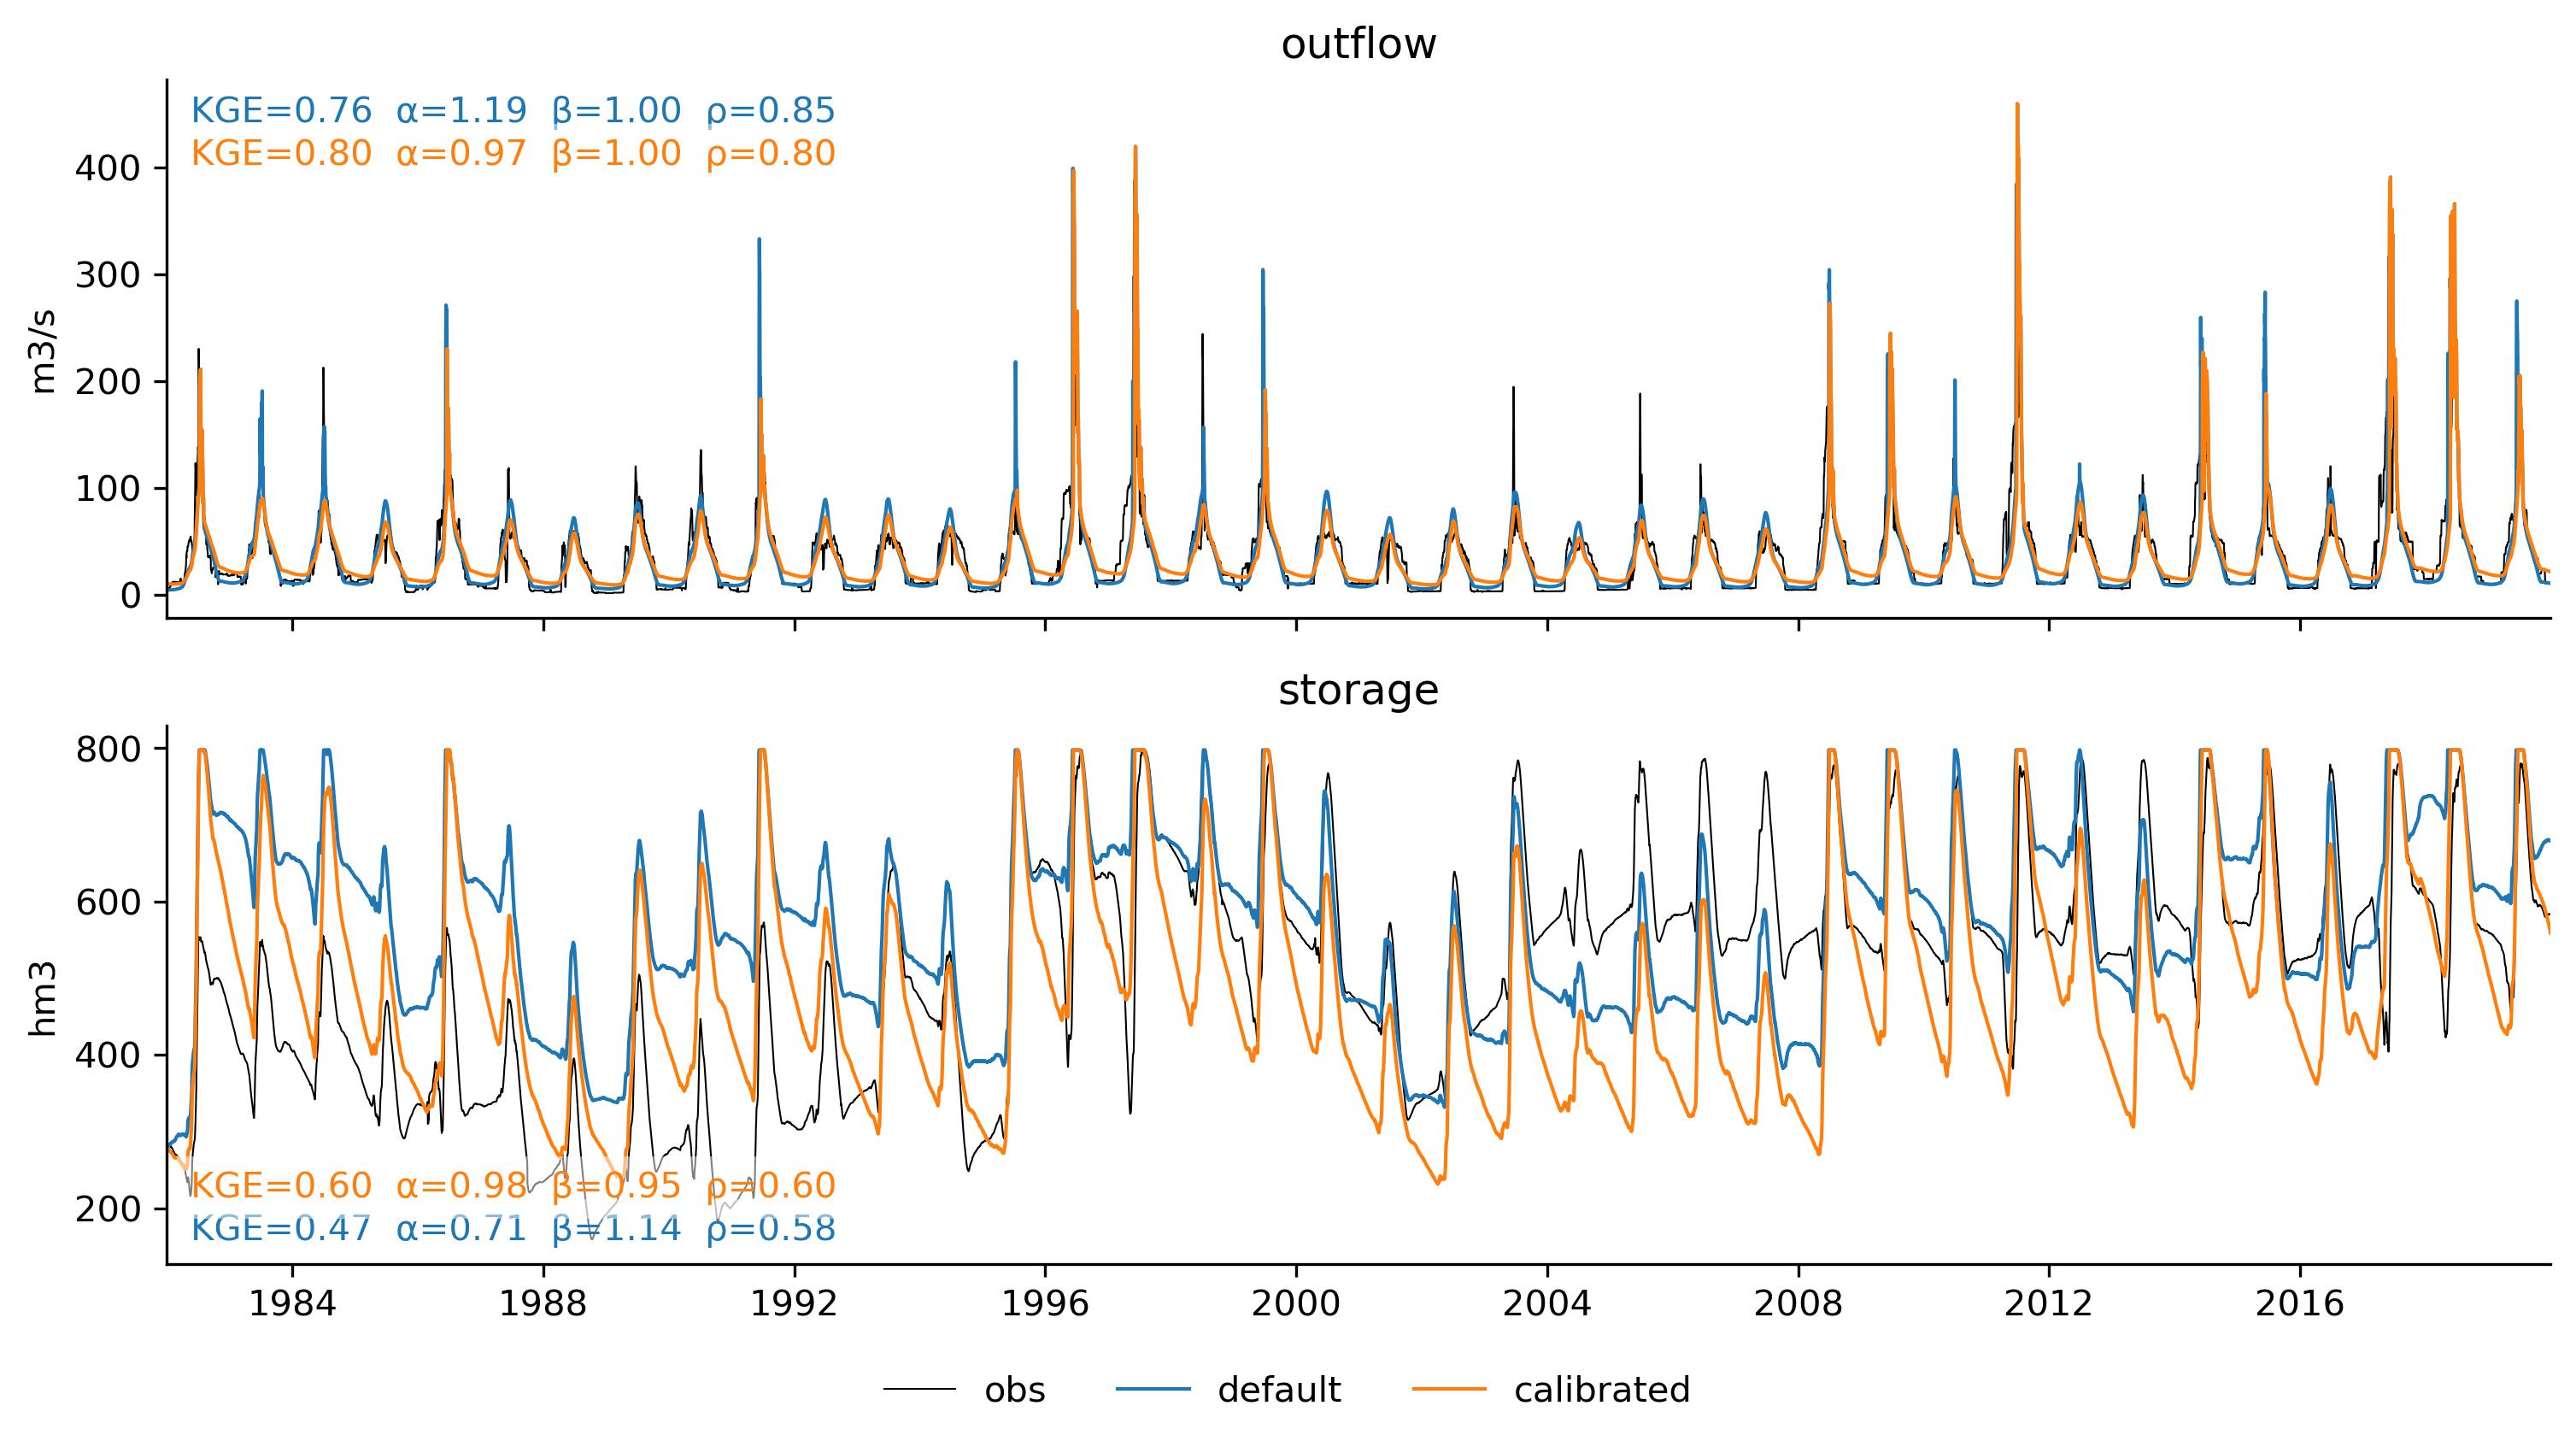 outflow
KGE=0.76 α=1.19 β=1.00 ρ=0.85
KGE=0.80 α=0.97 β=1.00 ρ=0.80
400
300
200
100
0
m3/s
storage
800
600
400
200
hm3
KGE=0.60 α=0.98 β=0.95 ρ=0.60
KGE=0.47 α=0.71 β=1.14 ρ=0.58
1984 1988 1992 1996 2000 2004 2008 2012 2016
obs default calibrated